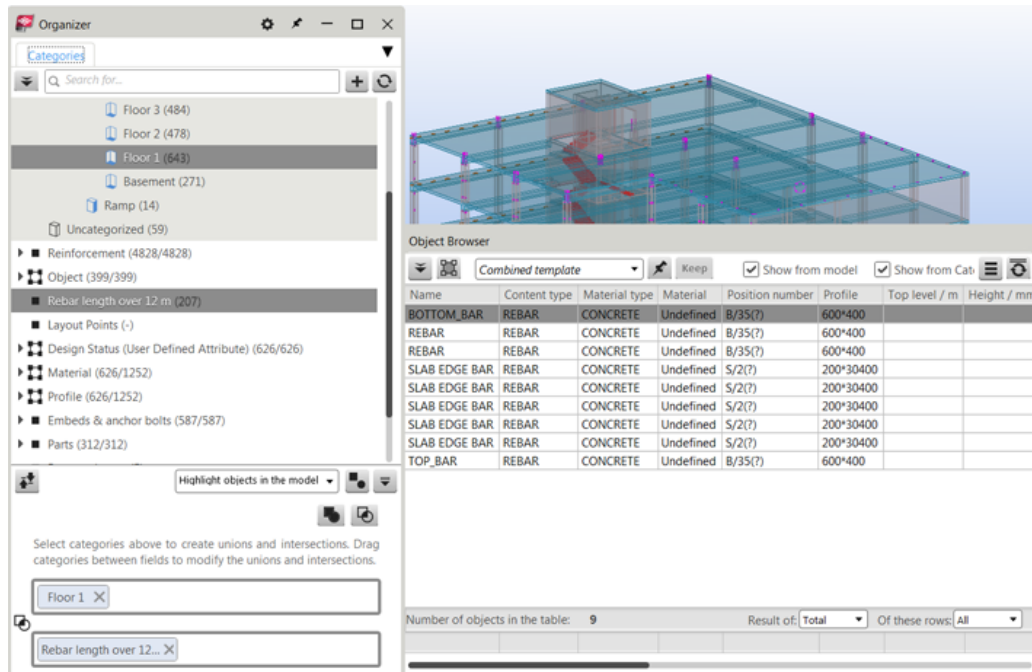 Organizer
Categories
Search for...
Floor 3 (484)
Floor 2 (478)
Floor 1 (643)
Basement (271)
Ramp (14)
Uncategorized (59)
Reinforcement (4828/4828)
Object (399/399)
Rebar length over 12 m (207)
Layout Points (-)
Design Status (User Defined Attribute) (626/626)
Material (626/1252)
Profile (626/1252)
Embeds & anchor bolts (587/587)
Parts (312/312)
Highlight objects in the model
Select categories above to create unions and intersections. Drag
categories between fields to modify the unions and intersections.
Floor 1
Rebar length over 12...
Object Browser
Combined template Keep Show from model Show from Cat
Name Content type Material type Material Position number Profile Top level / m Height / mm
BOTTOM_BAR REBAR CONCRETE Undefined B/35(?) 600*400
REBAR REBAR CONCRETE Undefined B/35(?) 600*400
REBAR REBAR CONCRETE Undefined B/35(?) 600*400
SLAB EDGE BAR REBAR CONCRETE Undefined S/2(?) 200*30400
SLAB EDGE BAR REBAR CONCRETE Undefined S/2(?) 200*30400
SLAB EDGE BAR REBAR CONCRETE Undefined S/2(?) 200*30400
SLAB EDGE BAR REBAR CONCRETE Undefined S/2(?) 200*30400
SLAB EDGE BAR REBAR CONCRETE Undefined S/2(?) 200*30400
TOP_BAR REBAR CONCRETE Undefined B/35(?) 600*400
Number of objects in the table: 9 Result of: Total Of these rows: All